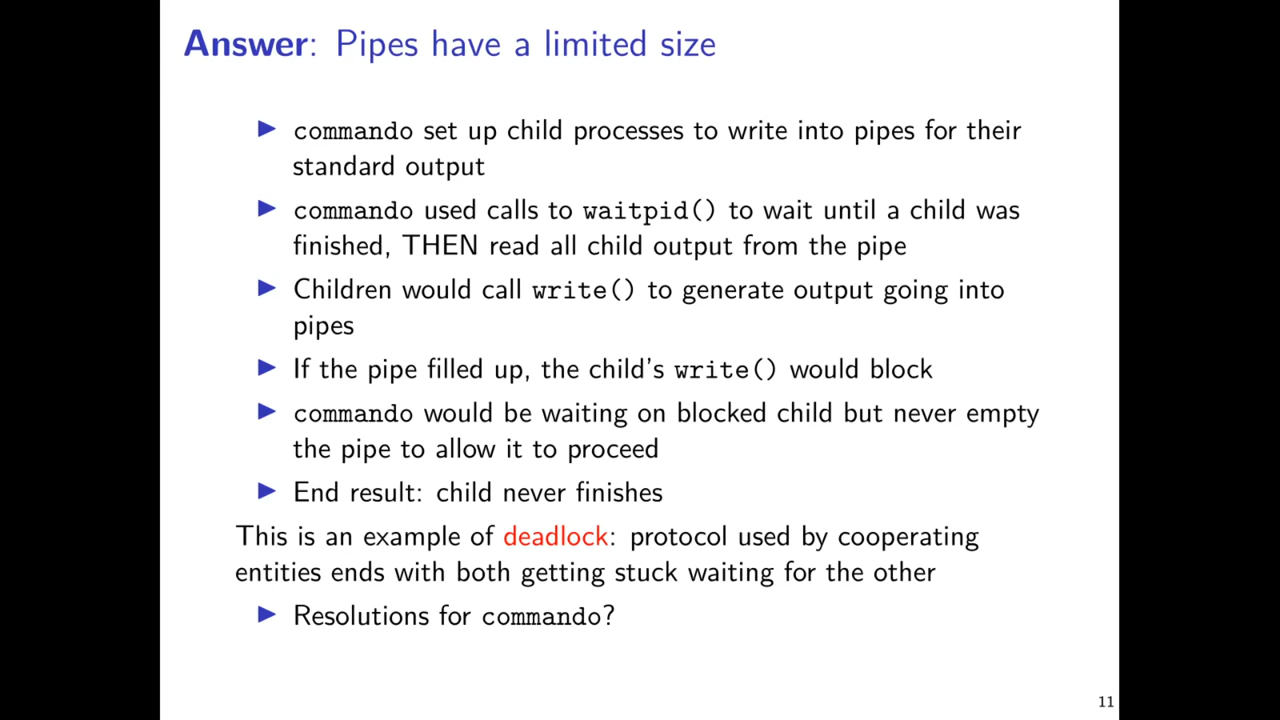 Answer: Pipes have a limited size
▶ commando set up child processes to write into pipes for their
standard output
▶ commando used calls to waitpid() to wait until a child was
finished, THEN read all child output from the pipe
▶ Children would call write() to generate output going into
pipes
▶ If the pipe filled up, the child's write() would block
▶ commando would be waiting on blocked child but never empty
the pipe to allow it to proceed
▶ End result: child never finishes
This is an example of deadlock: protocol used by cooperating
entities ends with both getting stuck waiting for the other
▶ Resolutions for commando?
11